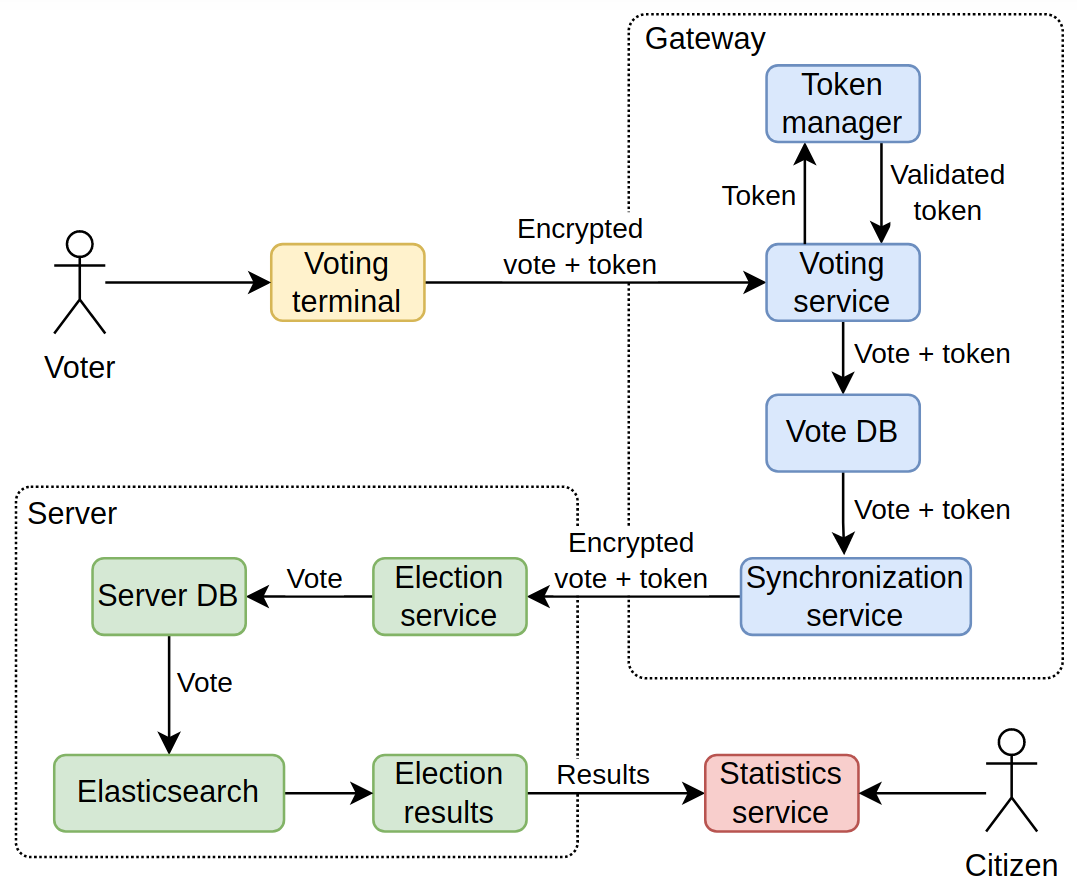 Gateway
Token
manager
Token
Validated
token
Encrypted
vote + token
Voting
terminal
Voting
service
Voter
Vote + token
Vote DB
Vote + token
Server
Encrypted
vote + token
Server DB
Vote
Election
service
Synchronization
service
Vote
Elasticsearch
Election
results
Results
Statistics
service
Citizen